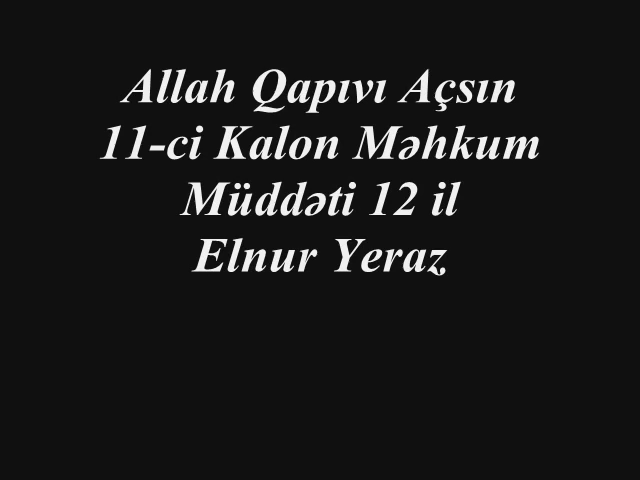 Allah Qapıvı Açsın
11-ci Kalon Məhkum
Müddəti 12 il
Elnur Yeraz